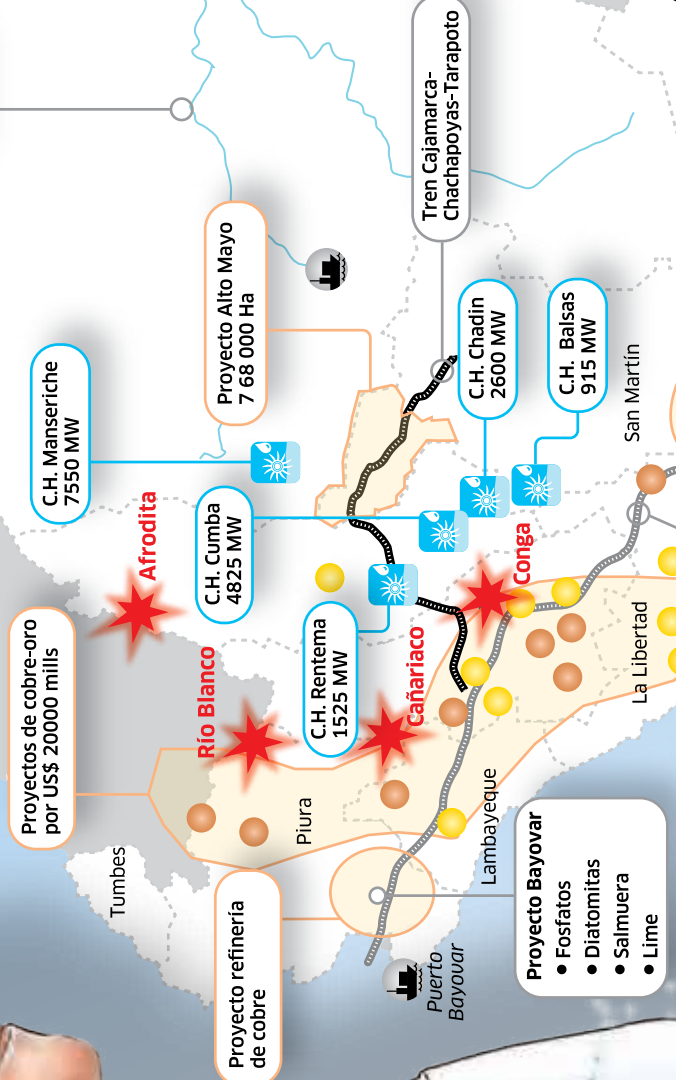 Proyectos de cobre-oro
por US$ 20000 mills
C.H. Manseriche
7550 MW
Afrodita
Proyecto Alto Mayo
7 68 000 Ha
Tren Cajamarca-
Chachapoyas-Tarapoto
Tumbes
Río Blanco
C.H. Cumba
4825 MW
C.H. Rentema
1525 MW
Piura
Cañariaco
Conga
C.H. Chadin
2600 MW
C.H. Balsas
915 MW
San Martín
Proyecto refinería
de cobre
Puerto
Bayovar
Lambayeque
La Libertad
Proyecto Bayovar
• Fosfatos
• Diatomitas
• Salmuera
• Lime